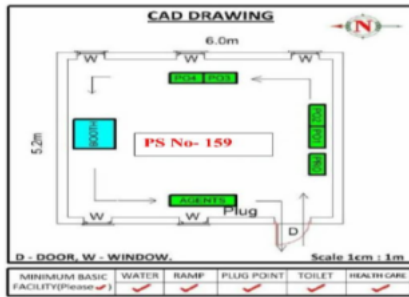 CAD DRAWING
N
6.0m
W W W
PO4 PO3
5.2m
BOOTH
PS No- 159
PO2
PO1
PRO
AGENTS
Plug
W W
D
D - DOOR, W - WINDOW.
Scale 1cm : 1m
MINIMUM BASIC FACILITY(Please✓) WATER RAMP PLUG POINT TOILET HEALTH CARE
✓ ✓ ✓ ✓ ✓